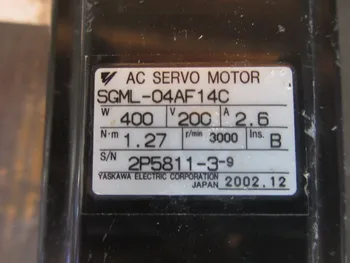 AC SERVO MOTOR
SGML-04AF14C
W 400 V 200 A 2.6
N·m 1.27 r/min 3000 Ins. B
S/N 2P5811-3-9
YASKAWA ELECTRIC CORPORATION
JAPAN 2002.12